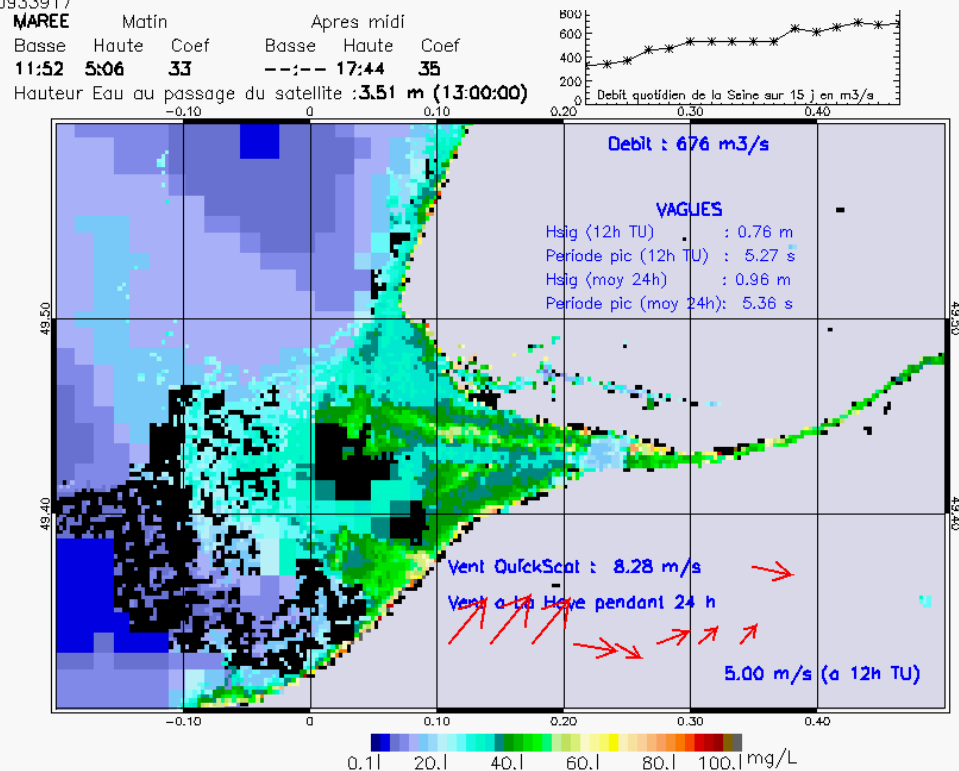 MAREE Matin Apres midi
Basse Haute Coef Basse Haute Coef
11:52 5:06 33 --:-- 17:44 35
Hauteur Eau au passage du satellite :3.51 m (13:00:00)
800
600
400
200
0
Debit quotidien de la Seine sur 15 j en m3/s
-0.10 0 0.10 0.20 0.30 0.40
Debit : 676 m3/s
VAGUES
Hsig (12h TU) : 0.76 m
Periode pic (12h TU) : 5.27 s
Hsig (moy 24h) : 0.96 m
Periode pic (moy 24h): 5.36 s
49.50 49.50
49.40 49.40
Vent QuickScat : 8.28 m/s
Vent a La Heve pendant 24 h
5.00 m/s (a 12h TU)
-0.10 0 0.10 0.20 0.30 0.40
0.1| 20.| 40.| 60.| 80.| 100.| mg/L